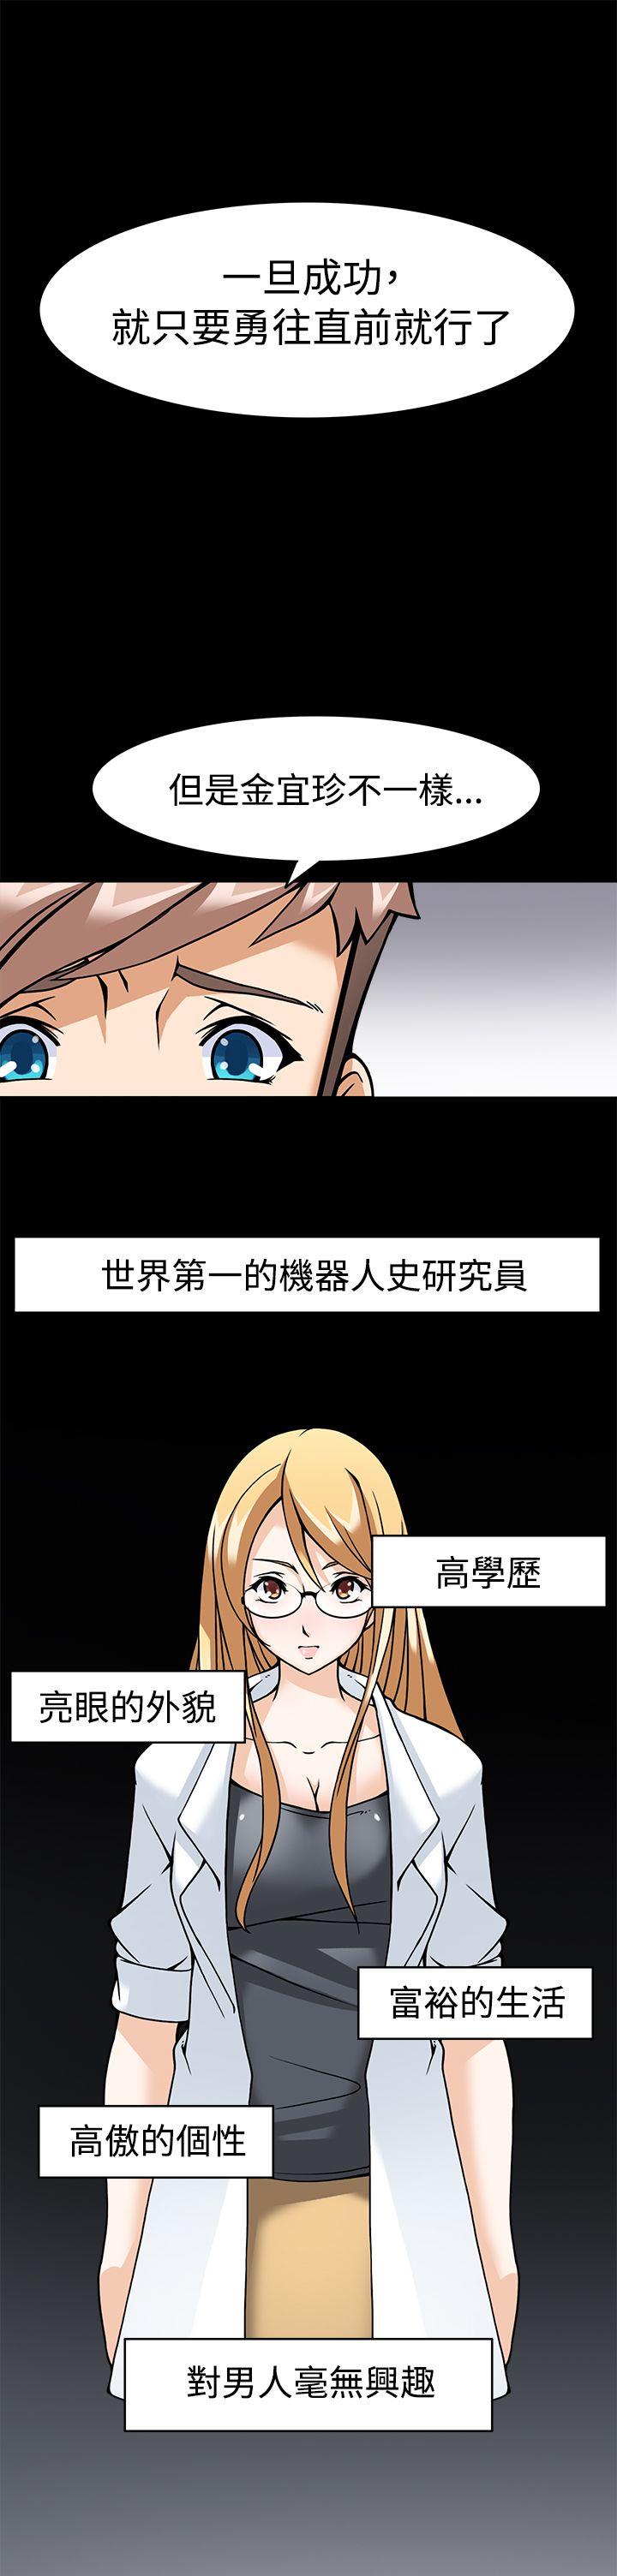 一旦成功，
就只要勇往直前就行了
但是金宜珍不一樣...
世界第一的機器人史研究員
高學歷
亮眼的外貌
富裕的生活
高傲的個性
對男人毫無興趣